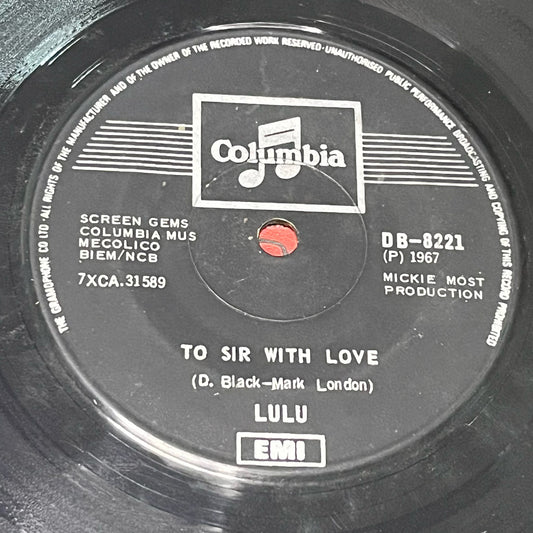 THE GRAMOPHONE CO LTD · ALL RIGHTS OF THE MANUFACTURER AND OF THE OWNER OF THE RECORDED WORK RESERVED · UNAUTHORISED PUBLIC PERFORMANCE BROADCASTING AND COPYING OF THIS RECORD PROHIBITED
Columbia
SCREEN GEMS
COLUMBIA MUS
MECOLICO
BIEM/NCB
7XCA.31589
DB-8221
(P) 1967
MICKIE MOST
PRODUCTION
TO SIR WITH LOVE
(D. Black-Mark London)
LULU
EMI